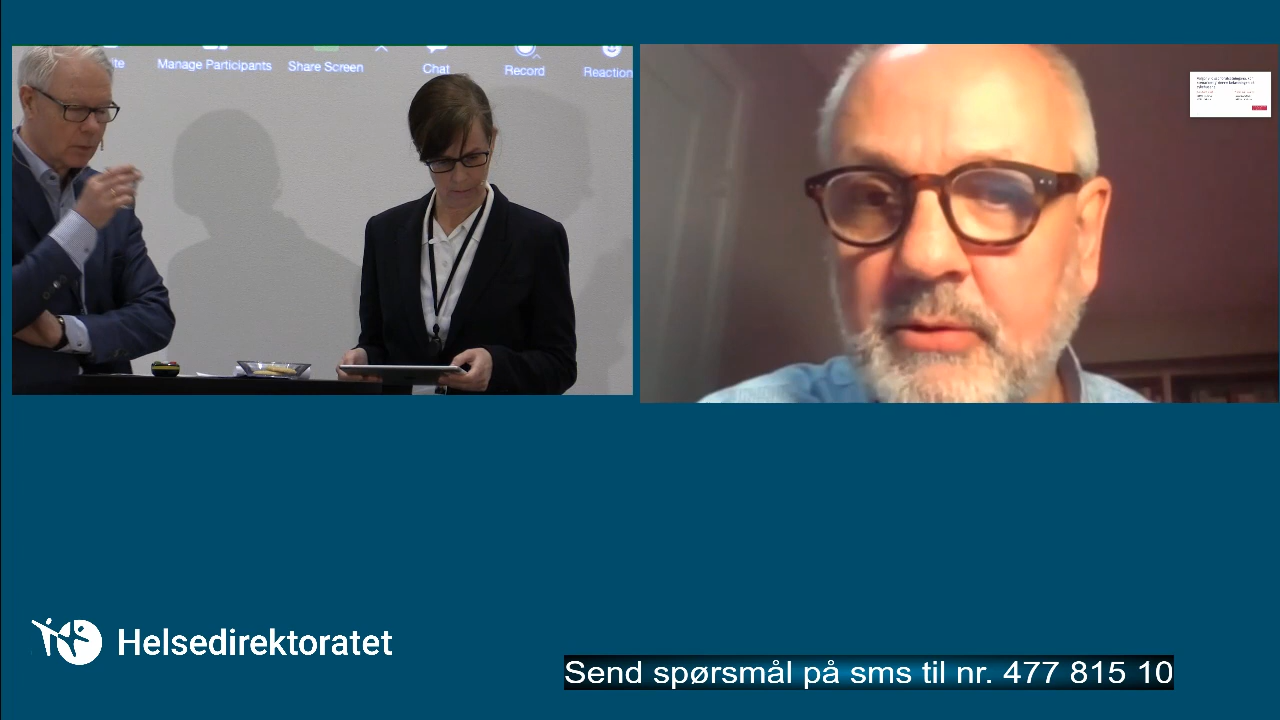 Manage Participants
Share Screen
Chat
Record
Reaction
Helsedirektoratet
Send spørsmål på sms til nr. 477 815 10